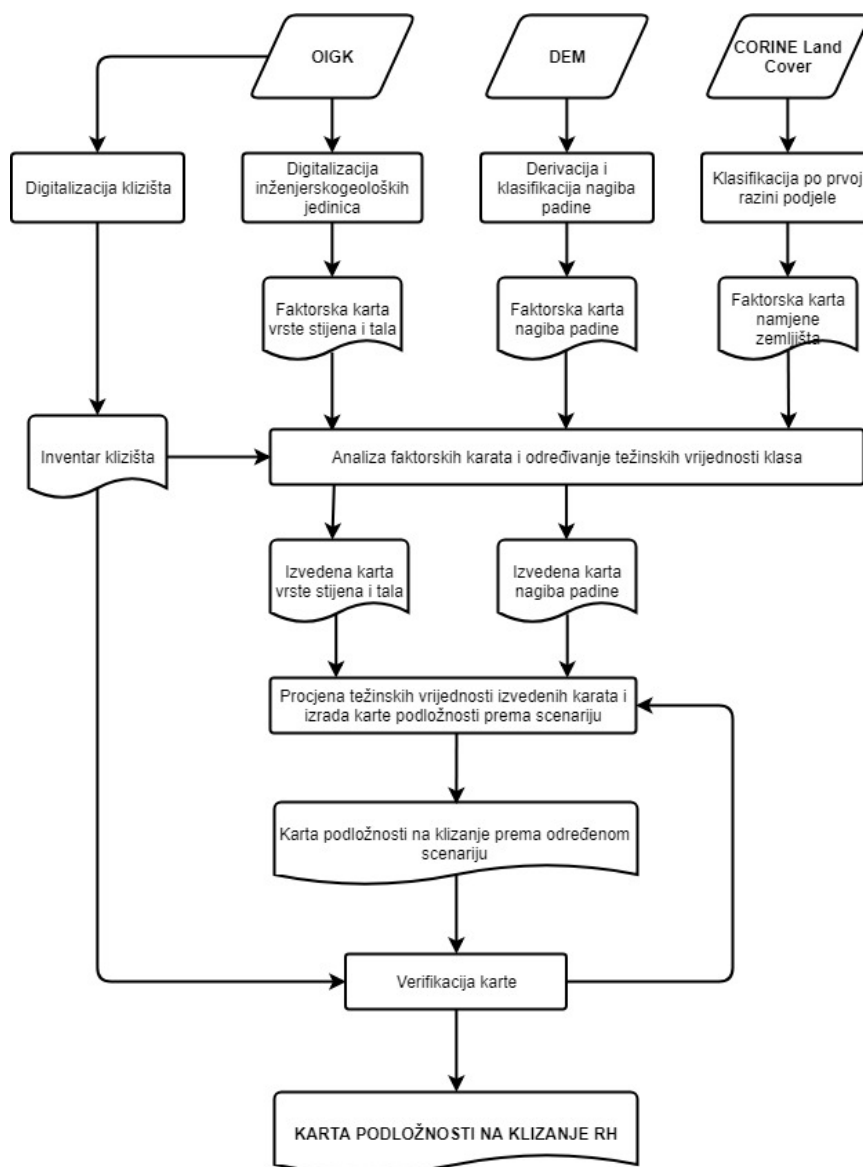 OIGK
DEM
CORINE Land
Cover
Digitalizacija klizišta
Digitalizacija
inženjerskogeoloških
jedinica
Derivacija i
klasifikacija nagiba
padine
Klasifikacija po prvoj
razini podjele
Faktorska karta
vrste stijena i tala
Faktorska karta
nagiba padine
Faktorska karta
namjene
zemljišta
Inventar klizišta
Analiza faktorskih karata i određivanje težinskih vrijednosti klasa
Izvedena karta
vrste stijena i tala
Izvedena karta
nagiba padine
Procjena težinskih vrijednosti izvedenih karata i
izrada karte podložnosti prema scenariju
Karta podložnosti na klizanje prema određenom
scenariju
Verifikacija karte
KARTA PODLOŽNOSTI NA KLIZANJE RH